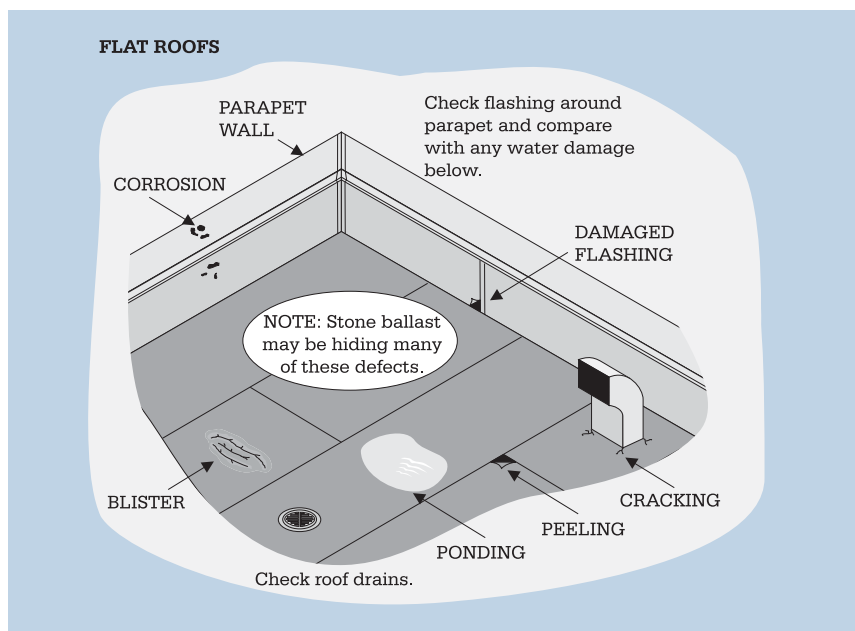 FLAT ROOFS
PARAPET
WALL
Check flashing around
parapet and compare
with any water damage
below.
CORROSION
DAMAGED
FLASHING
NOTE: Stone ballast
may be hiding many
of these defects.
BLISTER
CRACKING
PEELING
PONDING
Check roof drains.